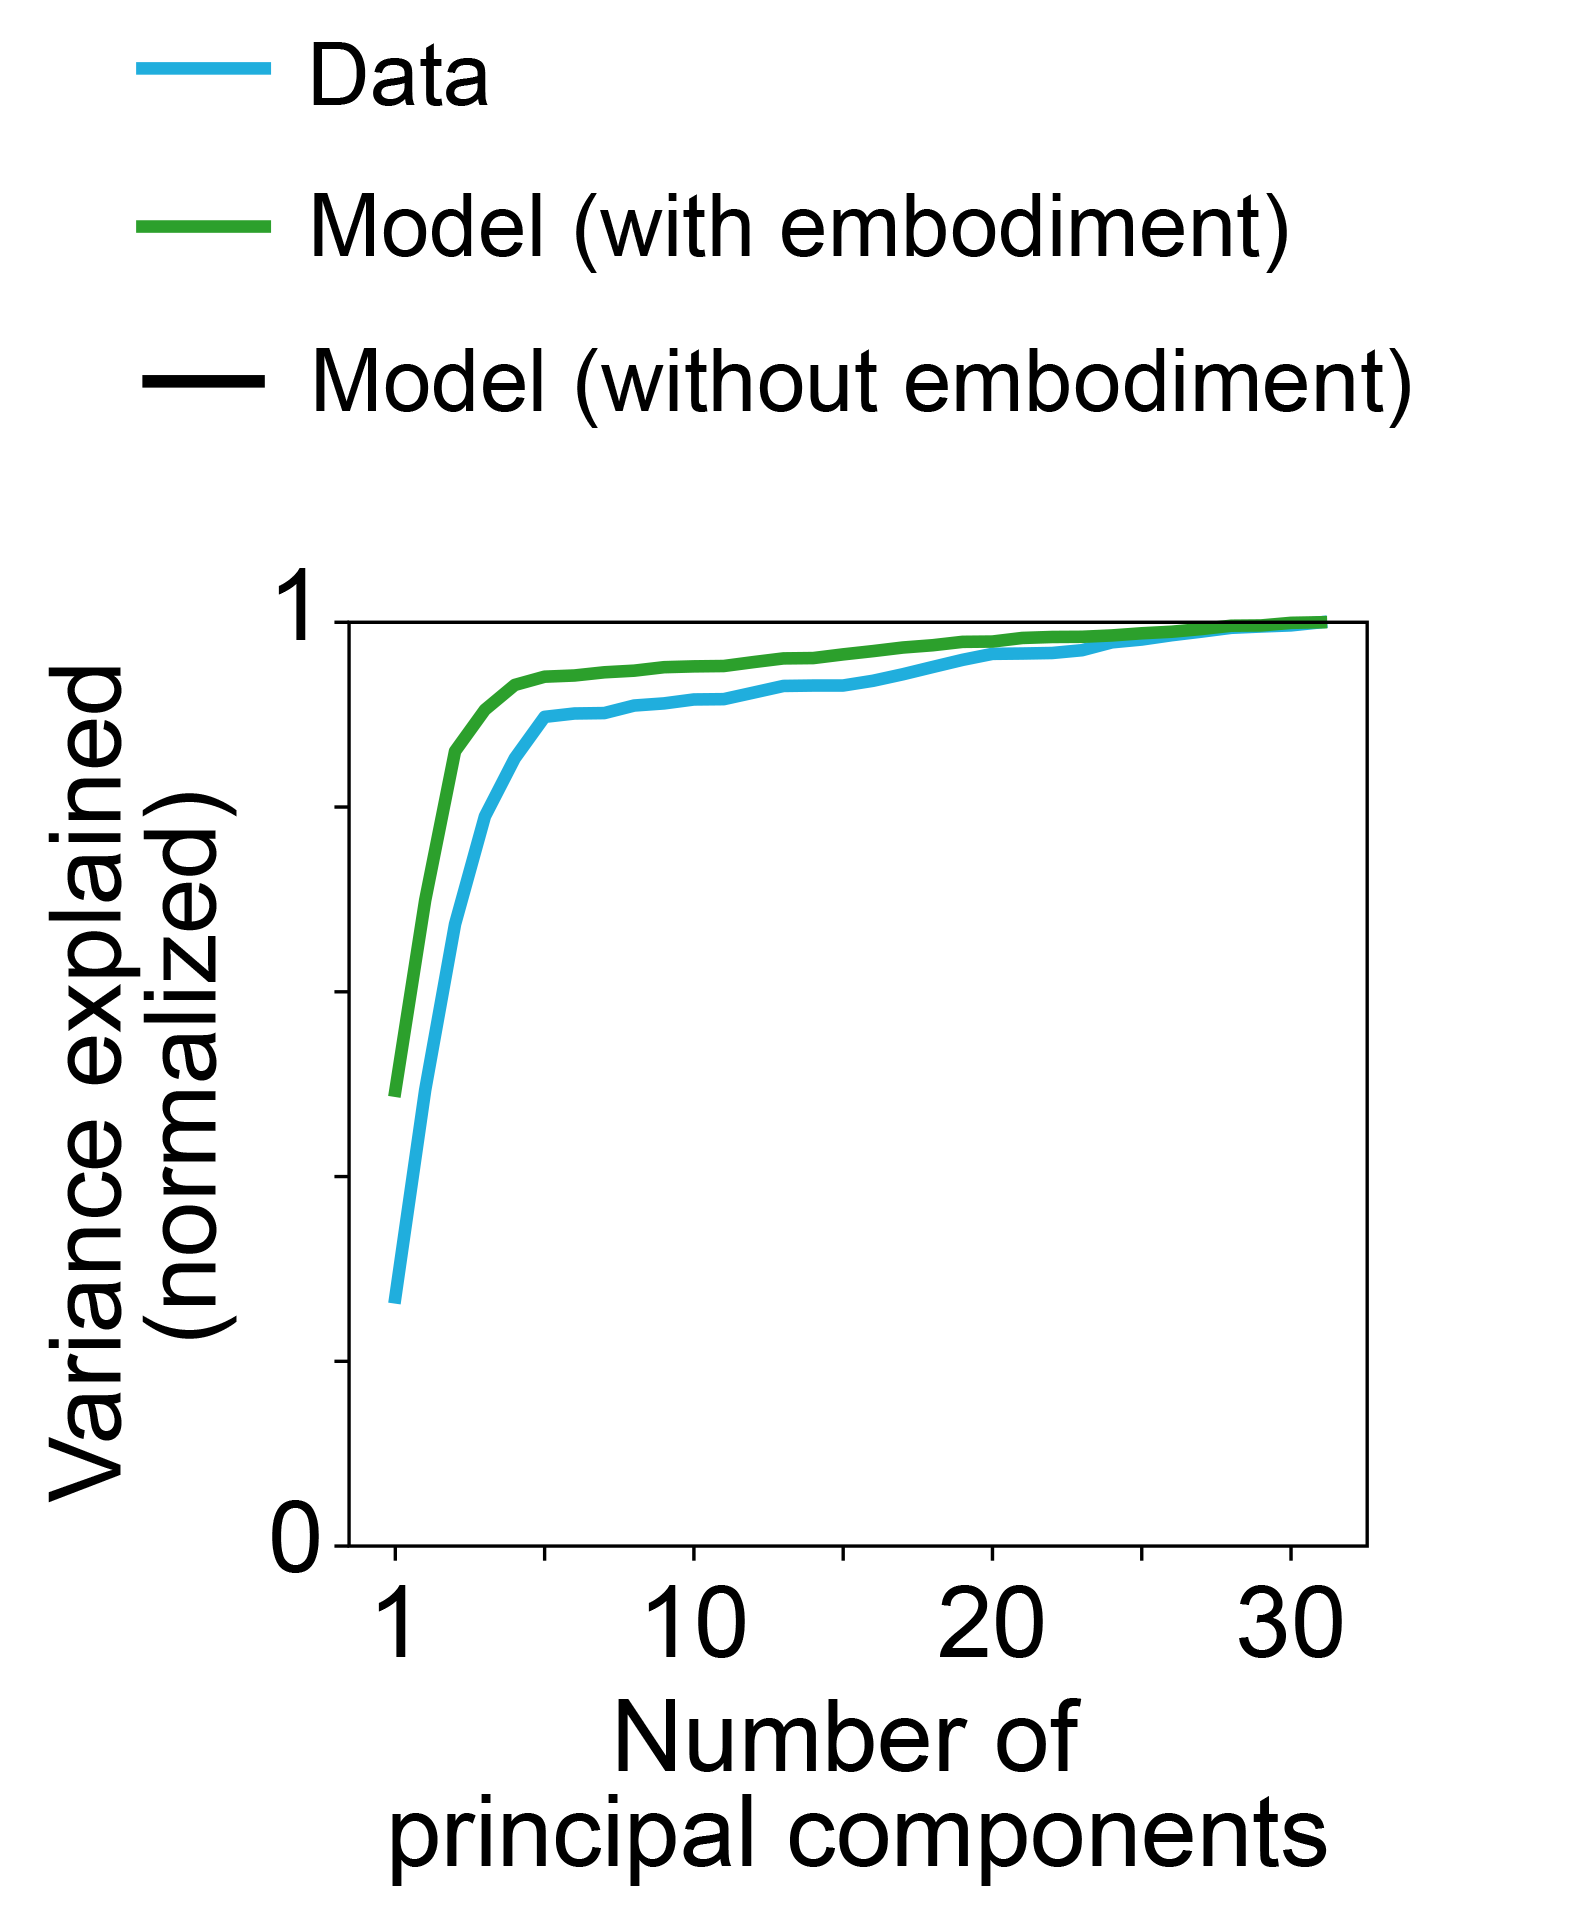 Data
Model (with embodiment)
Model (without embodiment)
Variance explained
(normalized)
1
0
1
10
20
30
Number of
principal components